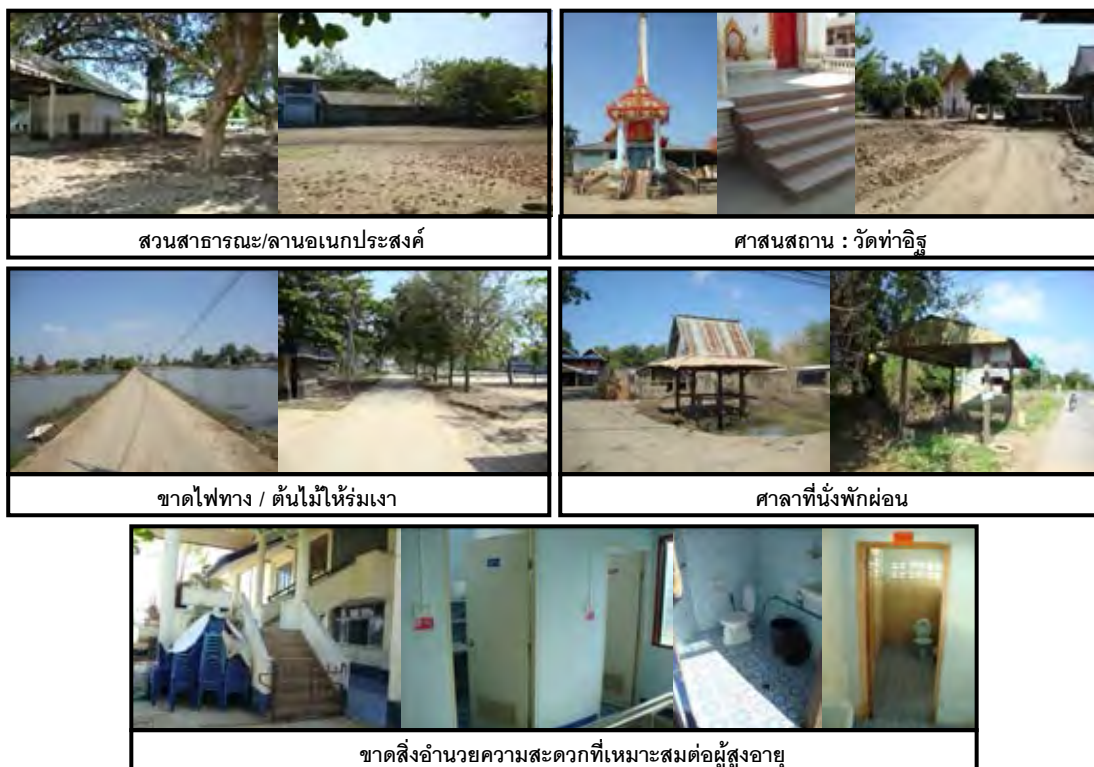 สวนสาธารณะ/ลานอเนกประสงค์
ศาสนสถาน : วัดท่าอิฐ
ขาดไฟทาง / ต้นไม้ให้ร่มเงา
ศาลาที่นั่งพักผ่อน
ขาดสิ่งอำนวยความสะดวกที่เหมาะสมต่อผู้สูงอายุ